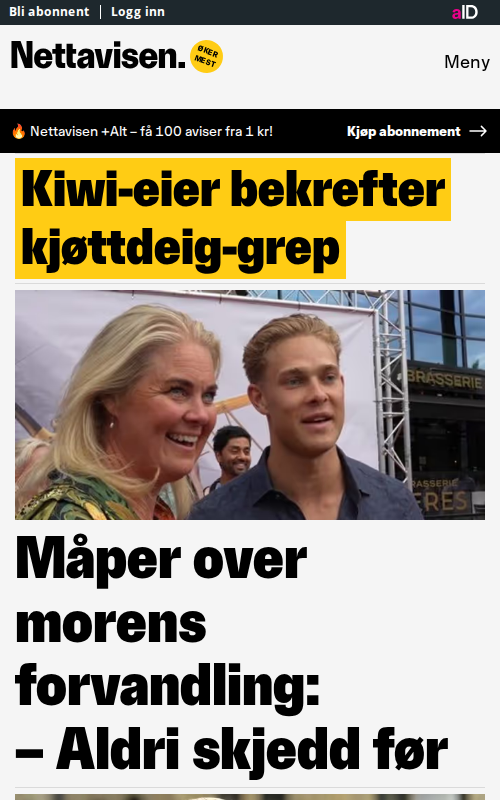 Bli abonnent
Logg inn
aID
Nettavisen.
ØKER
MEST
Meny
🔥 Nettavisen +Alt – få 100 aviser fra 1 kr!
Kjøp abonnement →
Kiwi-eier bekrefter
kjøttdeig-grep
BRASSERIE
BRASSERIE
Måper over
morens
forvandling:
– Aldri skjedd før